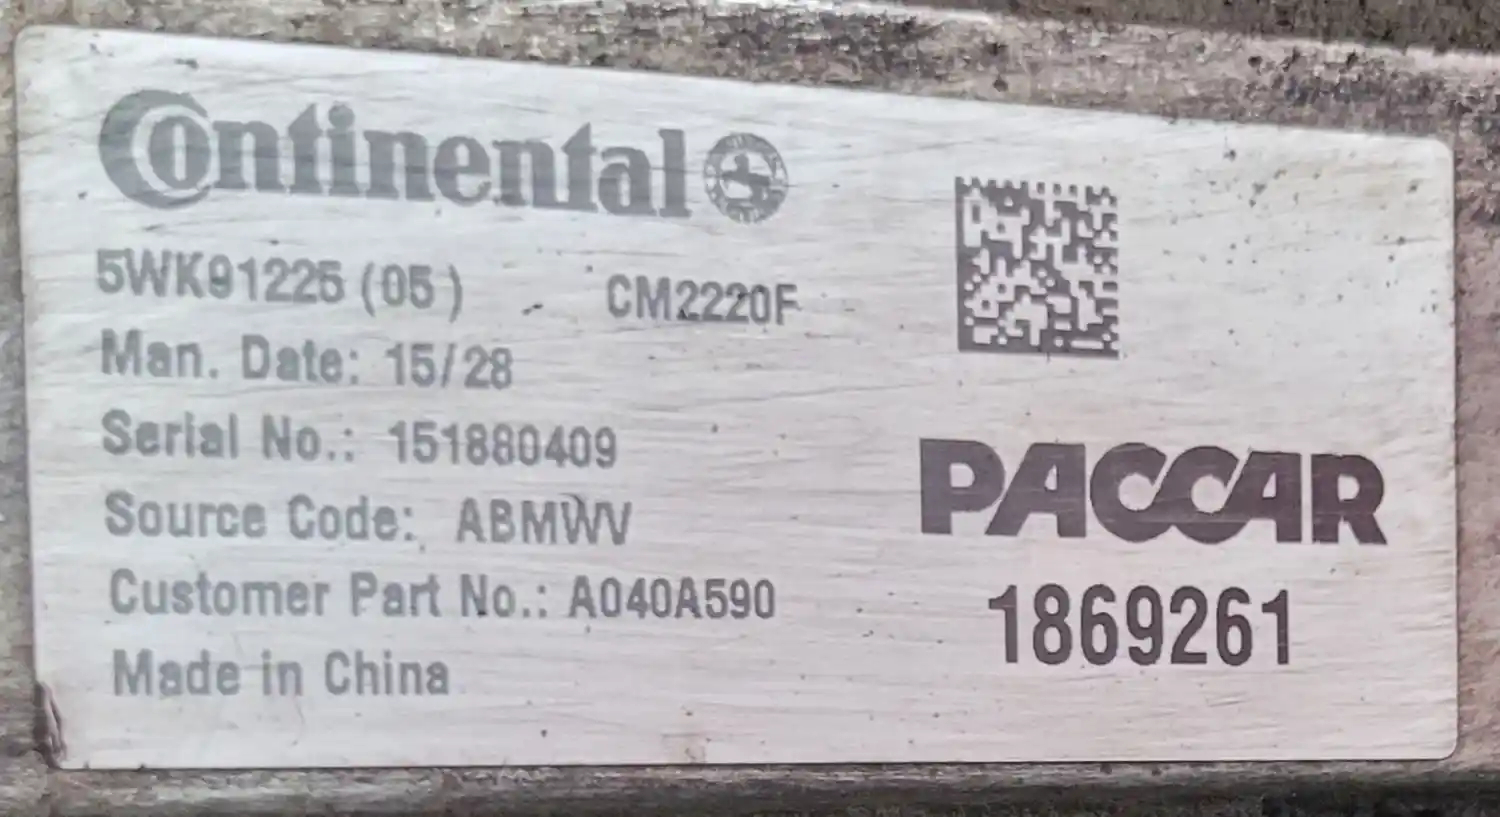 Continental
5WK91226 (05)
CM2220F
Man. Date: 15/28
Serial No.: 151880409
Source Code: ABMWV
Customer Part No.: A040A590
Made in China
PACCAR
1869261